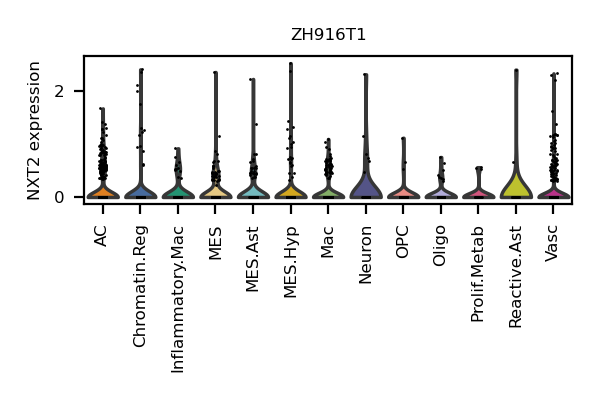 ZH916T1
NXT2 expression
2
0
AC
Chromatin.Reg
Inflammatory.Mac
MES
MES.Ast
MES.Hyp
Mac
Neuron
OPC
Oligo
Prolif.Metab
Reactive.Ast
Vasc